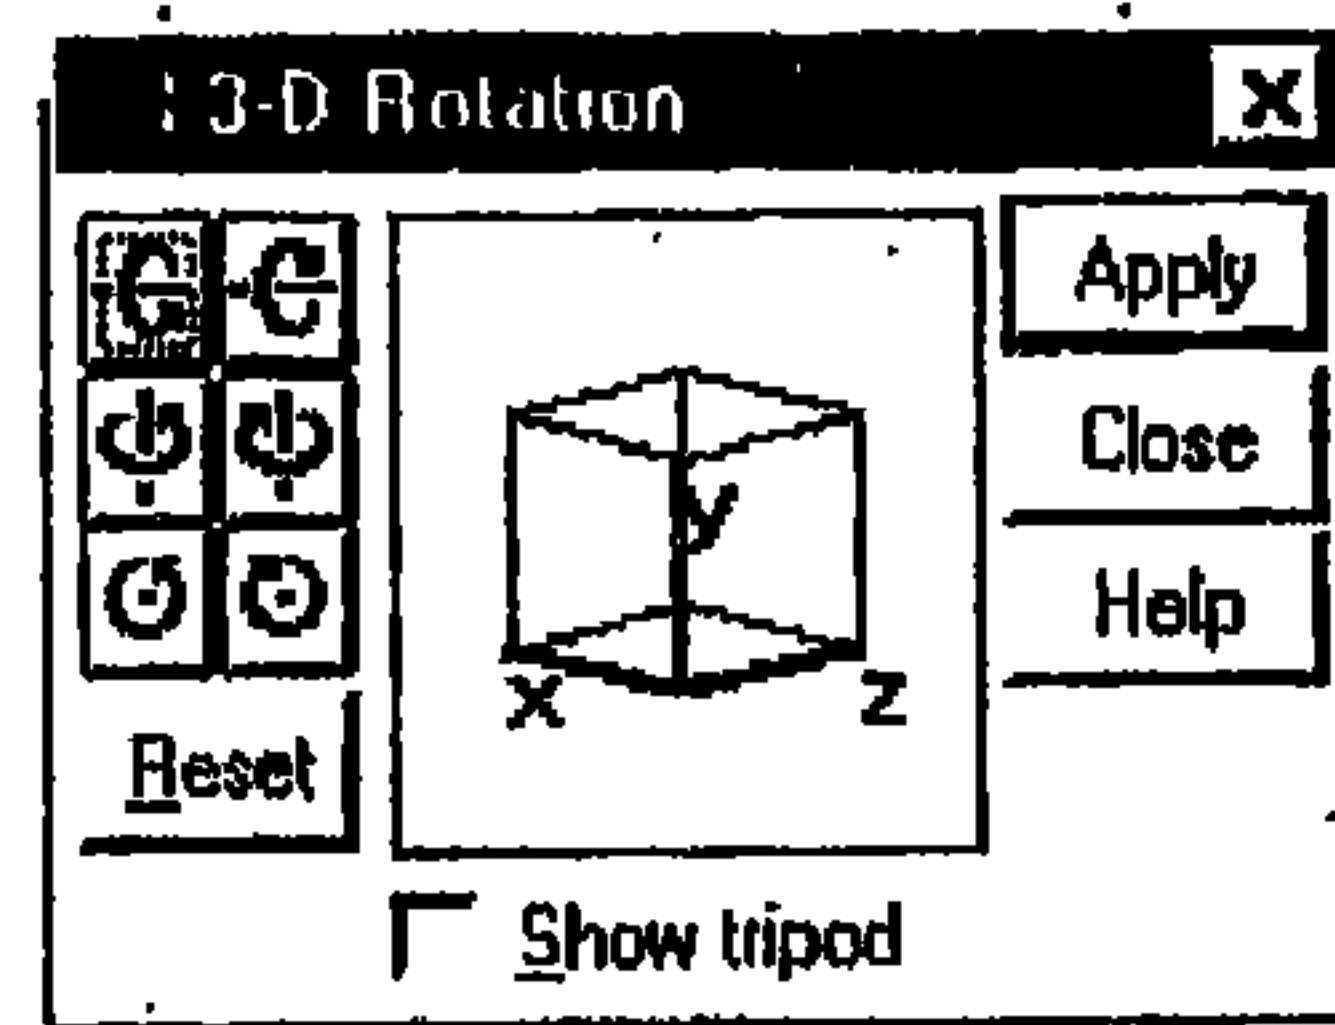 3-D Rotation X
Apply
Close
Help
y
x z
Reset
Show tripod